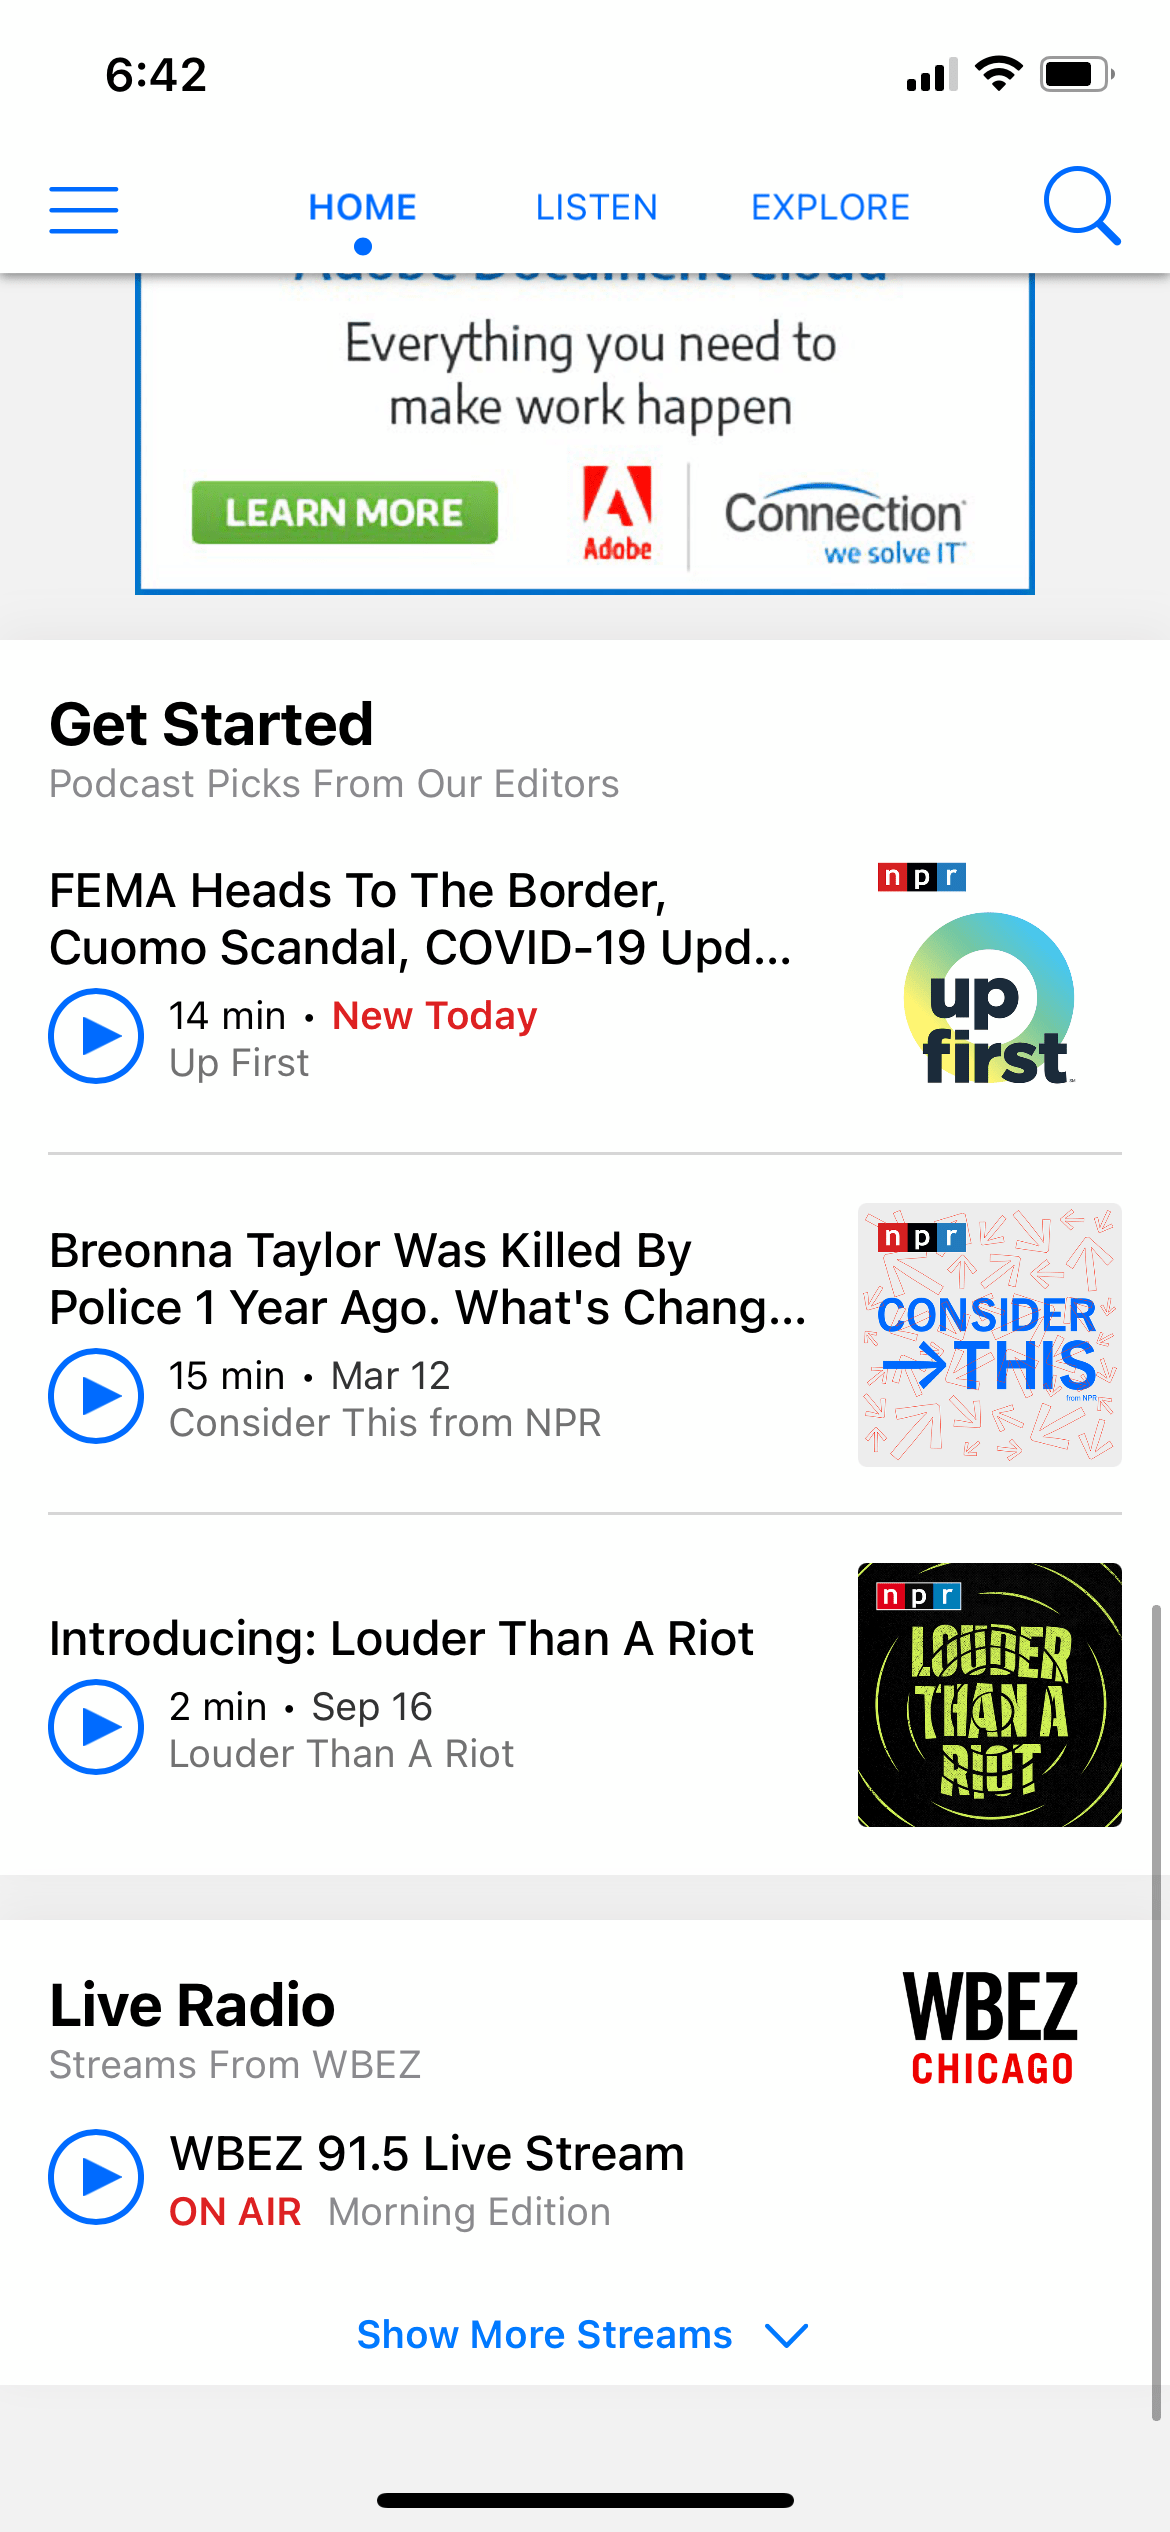 6:42
HOME
LISTEN
EXPLORE
Adobe Document Cloud
Everything you need to
make work happen
LEARN MORE
Adobe
Connection
we solve IT
Get Started
Podcast Picks From Our Editors
FEMA Heads To The Border,
Cuomo Scandal, COVID-19 Upd...
14 min • New Today
Up First
npr
up
first
Breonna Taylor Was Killed By
Police 1 Year Ago. What's Chang...
15 min • Mar 12
Consider This from NPR
npr
CONSIDER
THIS
from NPR
Introducing: Louder Than A Riot
2 min • Sep 16
Louder Than A Riot
npr
LOUDER
THAN A
RIOT
Live Radio
Streams From WBEZ
WBEZ
CHICAGO
WBEZ 91.5 Live Stream
ON AIR Morning Edition
Show More Streams